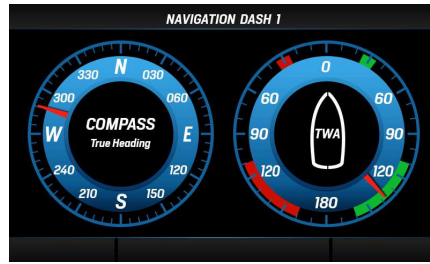 NAVIGATION DASH 1
N
030
060
E
120
150
S
210
240
W
300
330
COMPASS
True Heading
0
60
90
120
180
120
90
60
TWA